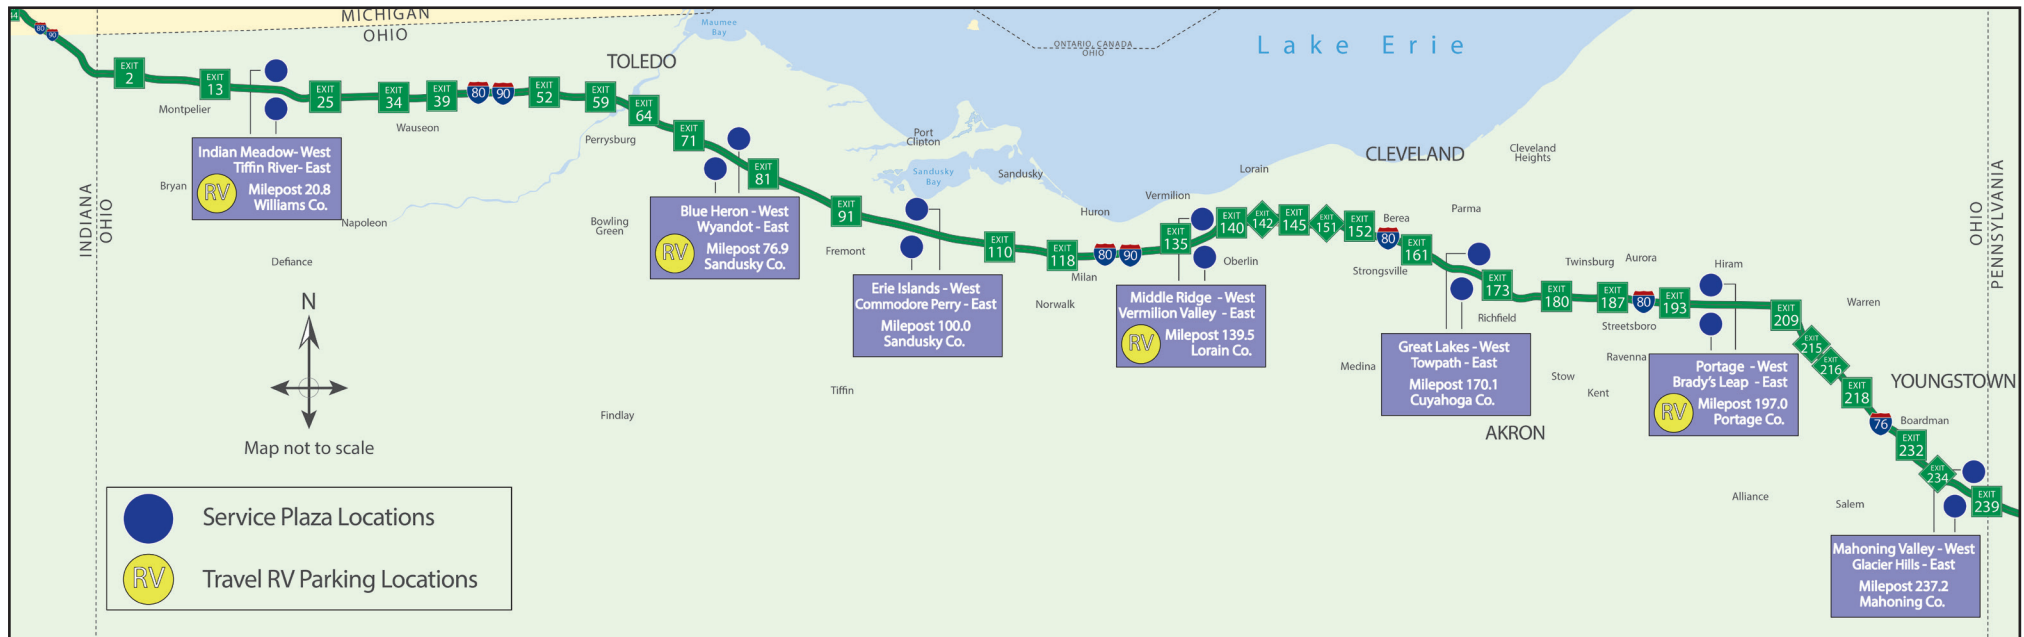 44
80
90
MICHIGAN
OHIO
Maumee
Bay
ONTARIO, CANADA
OHIO
Lake Erie
TOLEDO
EXIT
2
EXIT
13
EXIT
25
EXIT
34
EXIT
39
80
90
EXIT
52
EXIT
59
EXIT
64
EXIT
71
EXIT
81
EXIT
91
EXIT
110
EXIT
118
80
90
EXIT
135
EXIT
140
EXIT
142
EXIT
145
EXIT
151
EXIT
152
80
EXIT
161
EXIT
173
EXIT
180
EXIT
187
80
EXIT
193
EXIT
209
EXIT
215
EXIT
216
EXIT
218
76
EXIT
232
EXIT
234
EXIT
239
Montpelier
Wauseon
Perrysburg
Port
Clinton
Sandusky
Bay
Sandusky
CLEVELAND
Cleveland
Heights
Lorain
Vermilion
Huron
Berea
Parma
INDIANA
OHIO
Bryan
Napoleon
Defiance
Bowling
Green
Fremont
Milan
Norwalk
Oberlin
Strongsville
Richfield
Medina
Twinsburg
Aurora
Hiram
Streetsboro
Ravenna
Stow
Kent
AKRON
Warren
YOUNGSTOWN
Boardman
Alliance
Salem
OHIO
PENNSYLVANIA
Tiffin
Findlay
Indian Meadow- West
Tiffin River- East
RV
Milepost 20.8
Williams Co.
Blue Heron - West
Wyandot - East
RV
Milepost 76.9
Sandusky Co.
Erie Islands - West
Commodore Perry - East
Milepost 100.0
Sandusky Co.
Middle Ridge - West
Vermilion Valley - East
RV
Milepost 139.5
Lorain Co.
Great Lakes - West
Towpath - East
Milepost 170.1
Cuyahoga Co.
Portage - West
Brady's Leap - East
RV
Milepost 197.0
Portage Co.
Mahoning Valley - West
Glacier Hills - East
Milepost 237.2
Mahoning Co.
N
Map not to scale
Service Plaza Locations
RV
Travel RV Parking Locations